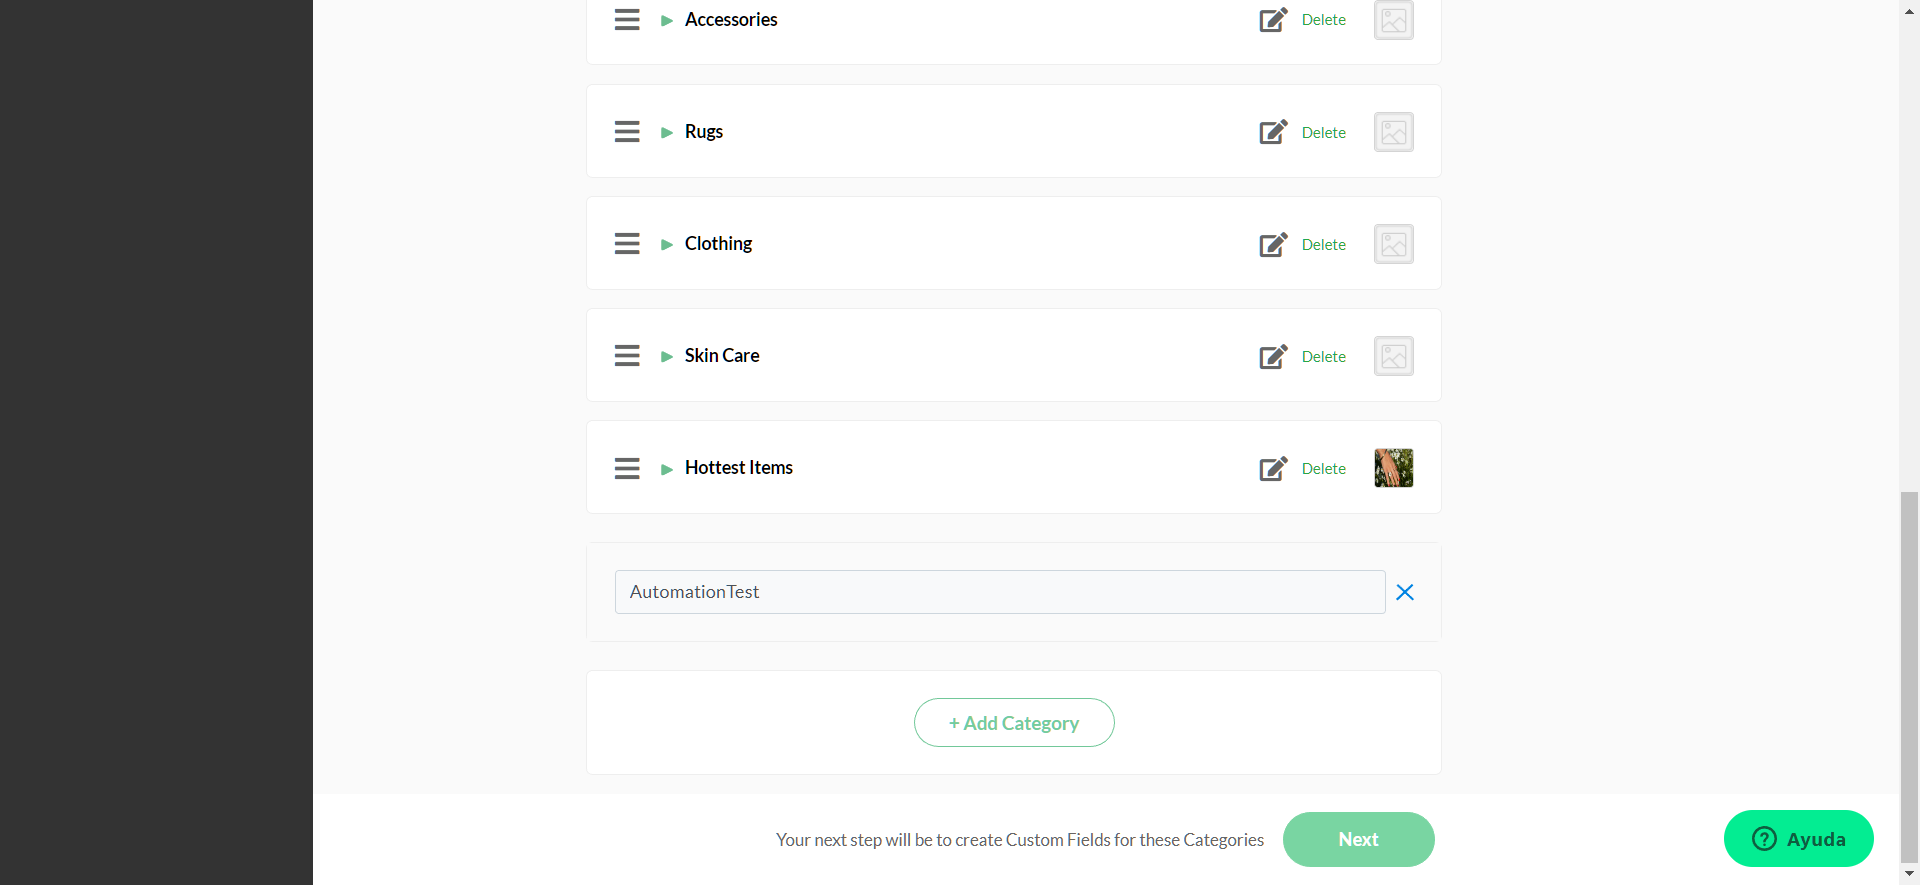 Accessories Delete
Rugs Delete
Clothing Delete
Skin Care Delete
Hottest Items Delete
AutomationTest
+ Add Category
Your next step will be to create Custom Fields for these Categories Next
Ayuda